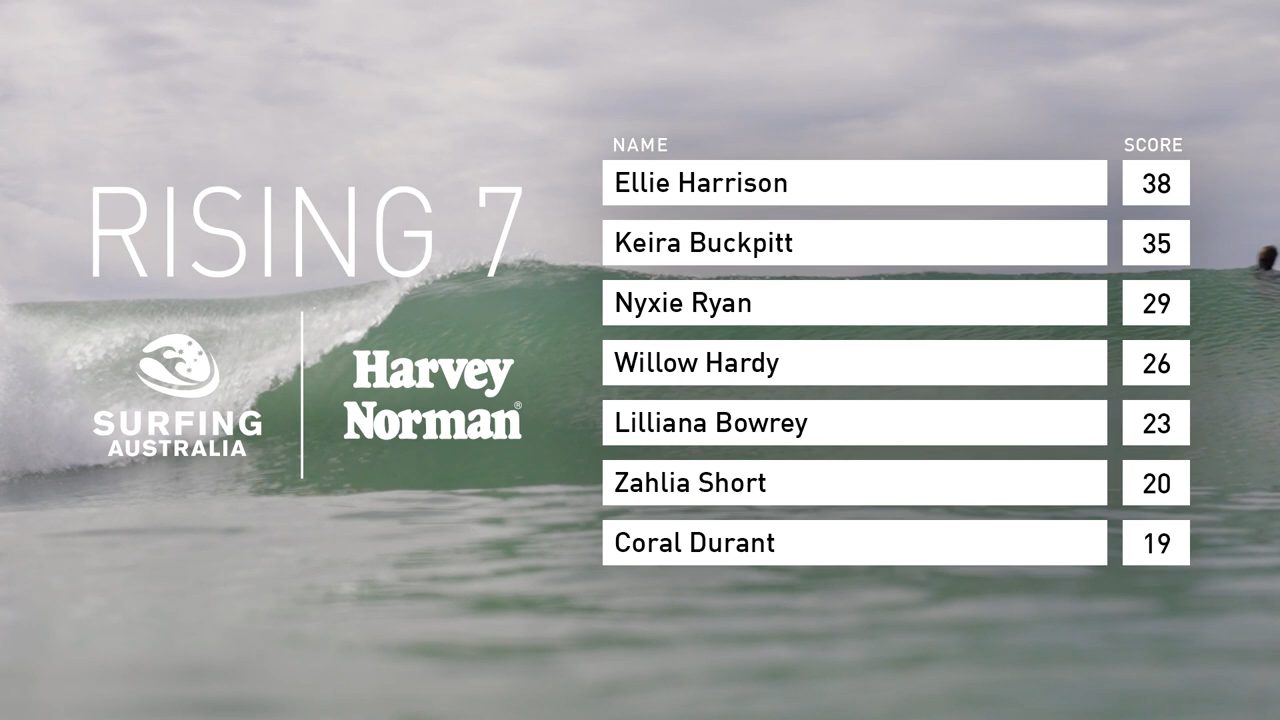 RISING 7
SURFING
AUSTRALIA
Harvey
Norman®
NAME SCORE
Ellie Harrison 38
Keira Buckpitt 35
Nyxie Ryan 29
Willow Hardy 26
Lilliana Bowrey 23
Zahlia Short 20
Coral Durant 19